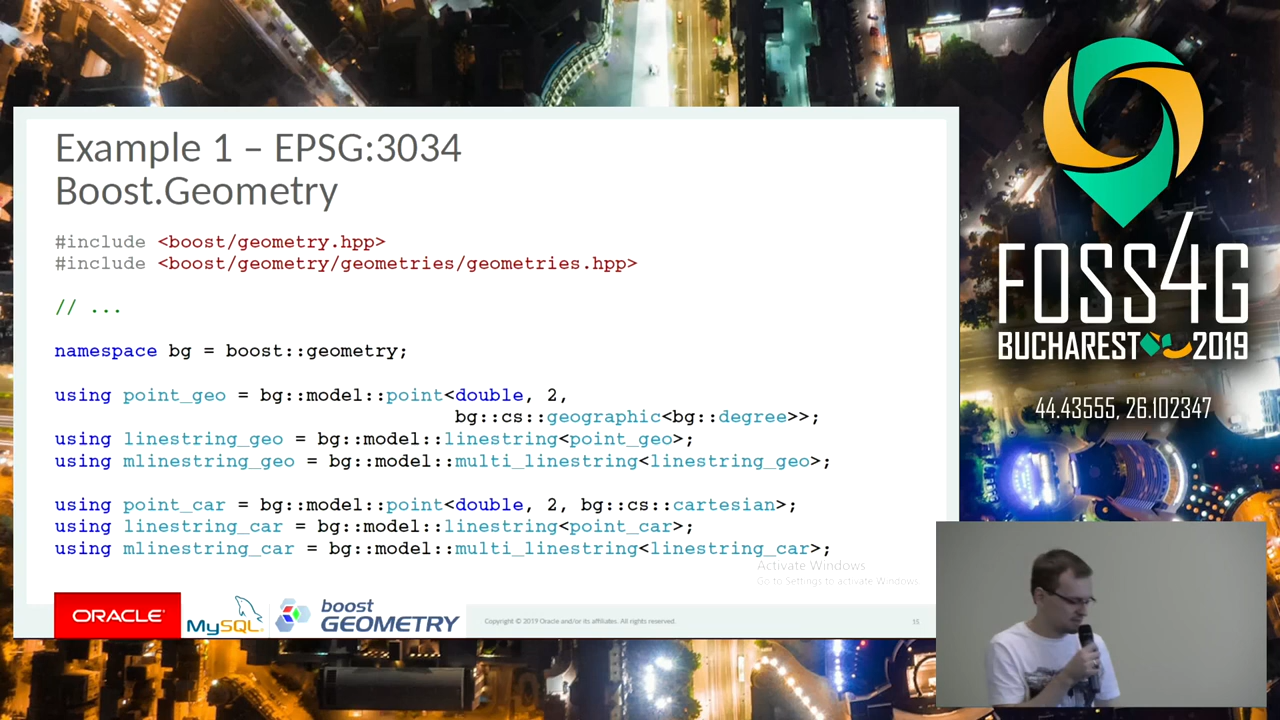 Example 1 – EPSG:3034
Boost.Geometry
#include <boost/geometry.hpp>
#include <boost/geometry/geometries/geometries.hpp>
// ...
namespace bg = boost::geometry;
using point_geo = bg::model::point<double, 2,
bg::cs::geographic<bg::degree>>;
using linestring_geo = bg::model::linestring<point_geo>;
using mlinestring_geo = bg::model::multi_linestring<linestring_geo>;
using point_car = bg::model::point<double, 2, bg::cs::cartesian>;
using linestring_car = bg::model::linestring<point_car>;
using mlinestring_car = bg::model::multi_linestring<linestring_car>;
Activate Windows
Go to Settings to activate Windows.
ORACLE
MySQL
boost
GEOMETRY
Copyright © 2019 Oracle and/or its affiliates. All rights reserved.
15
FOSS4G
BUCHAREST 2019
44.43555, 26.102347